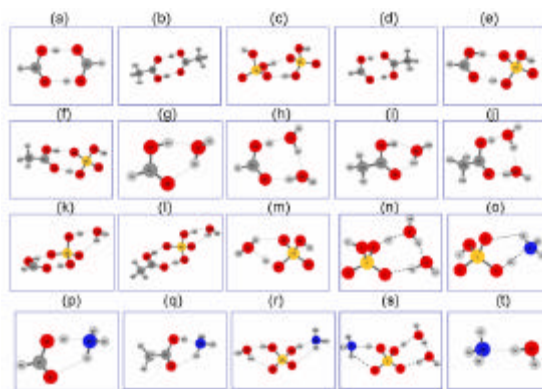 (a) (b) (c) (d) (e)
(f) (g) (h) (i) (j)
(k) (l) (m) (n) (o)
(p) (q) (r) (s) (t)